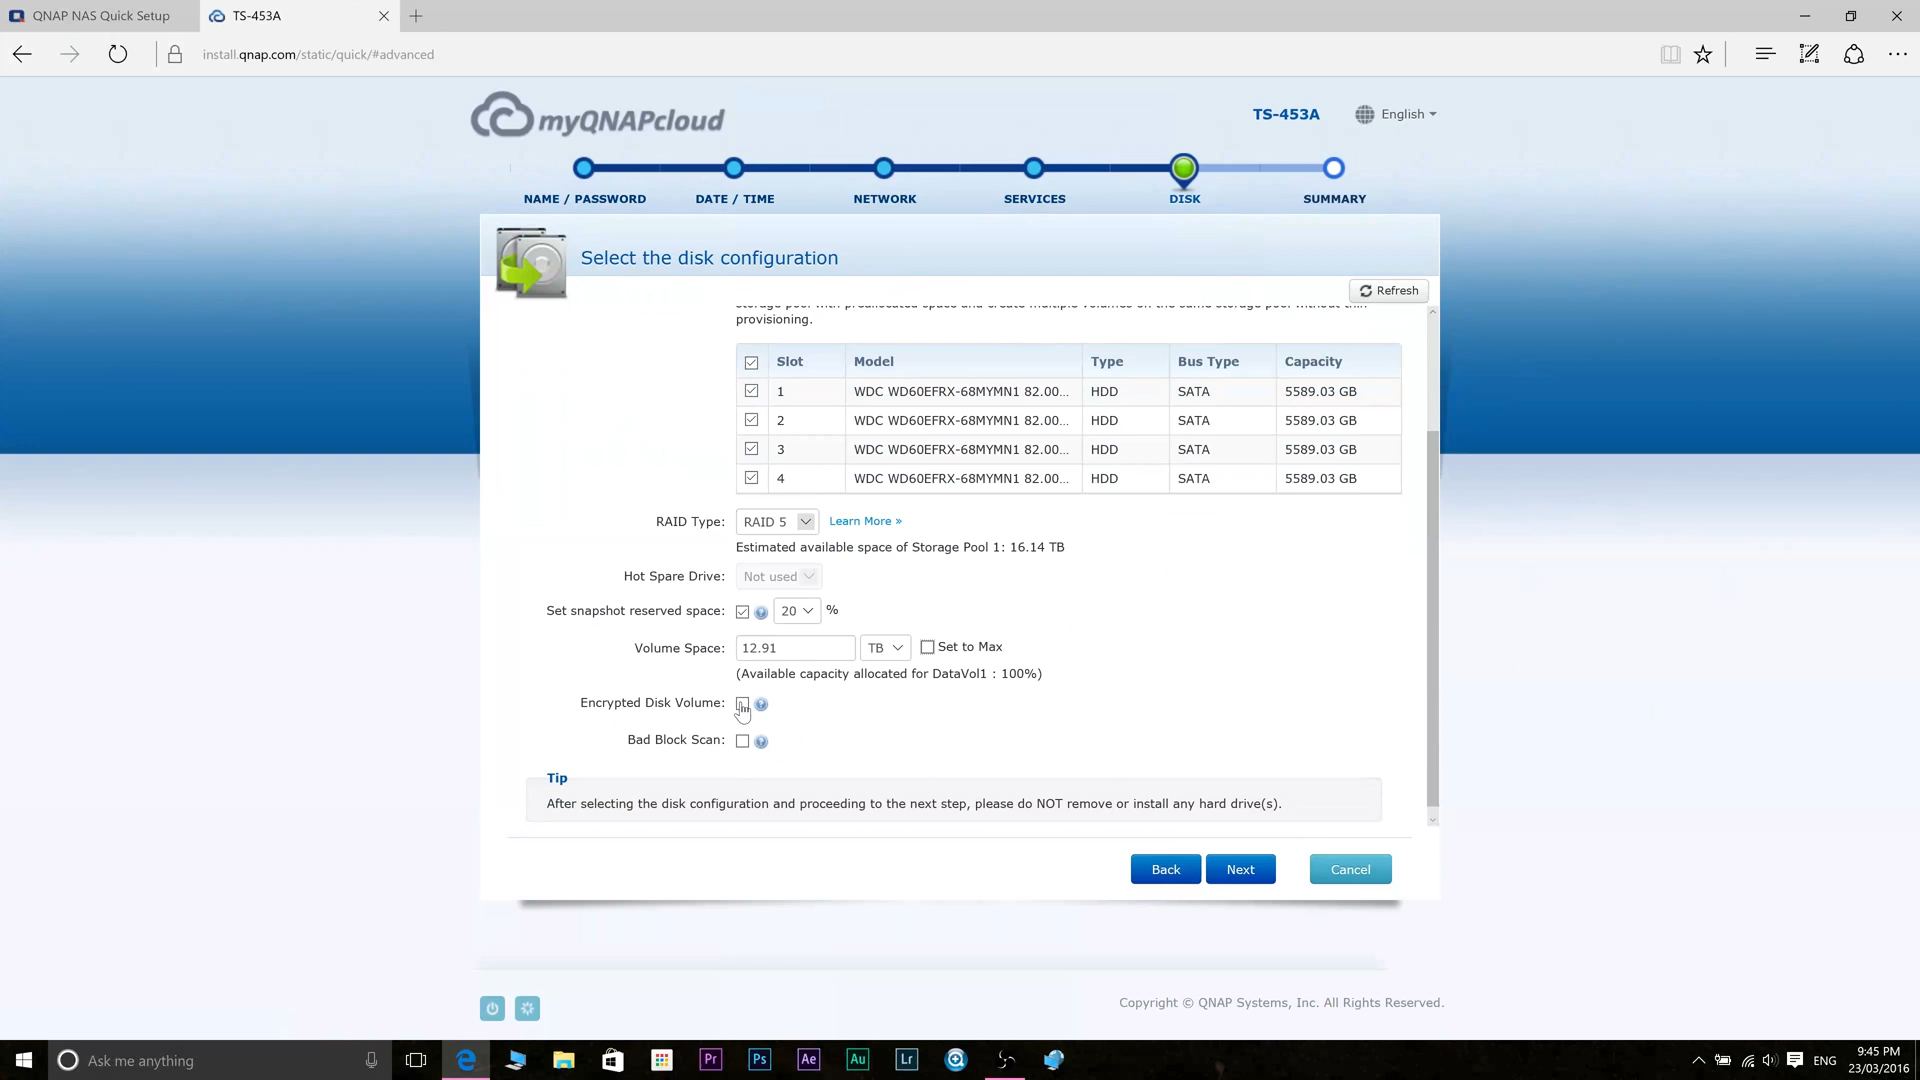 QNAP NAS Quick Setup
TS-453A
install.qnap.com/static/quick/#advanced
myQNAPcloud
TS-453A
English
NAME / PASSWORD
DATE / TIME
NETWORK
SERVICES
DISK
SUMMARY
Select the disk configuration
Refresh
storage pool with preallocated space and create multiple volumes on the same storage pool without thin
provisioning.
Slot Model Type Bus Type Capacity
1 WDC WD60EFRX-68MYMN1 82.00... HDD SATA 5589.03 GB
2 WDC WD60EFRX-68MYMN1 82.00... HDD SATA 5589.03 GB
3 WDC WD60EFRX-68MYMN1 82.00... HDD SATA 5589.03 GB
4 WDC WD60EFRX-68MYMN1 82.00... HDD SATA 5589.03 GB
RAID Type: RAID 5 Learn More »
Estimated available space of Storage Pool 1: 16.14 TB
Hot Spare Drive: Not used
Set snapshot reserved space: 20 %
Volume Space: 12.91 TB Set to Max
(Available capacity allocated for DataVol1 : 100%)
Encrypted Disk Volume:
Bad Block Scan:
Tip
After selecting the disk configuration and proceeding to the next step, please do NOT remove or install any hard drive(s).
Back
Next
Cancel
Copyright © QNAP Systems, Inc. All Rights Reserved.
Ask me anything
Pr
Ps
Ae
Au
Lr
ENG
9:45 PM
23/03/2016